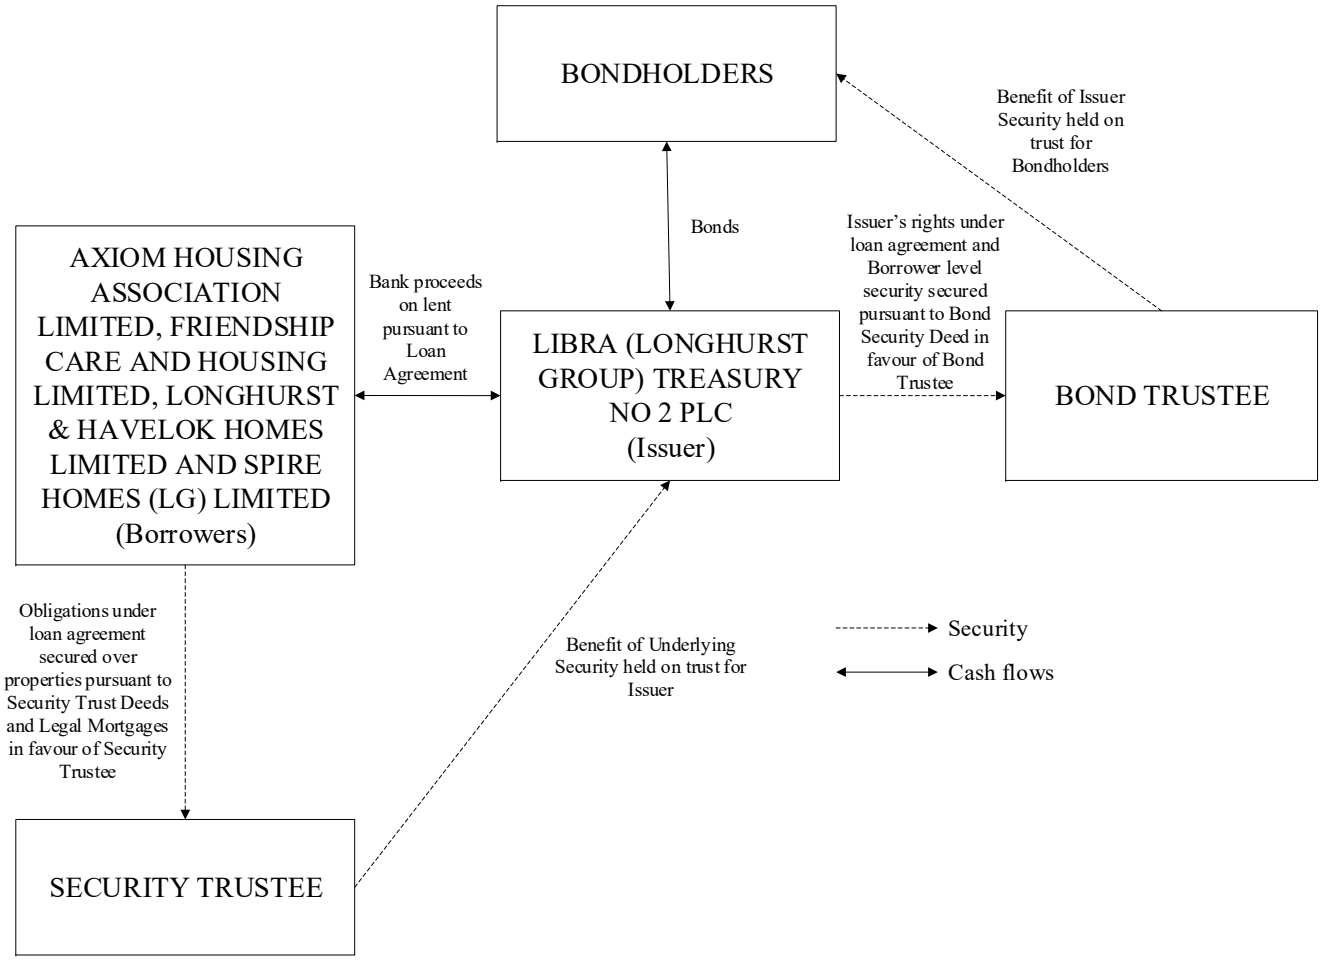 BONDHOLDERS
Benefit of Issuer
Security held on
trust for
Bondholders
Bonds
Issuer's rights under
loan agreement and
Borrower level
security secured
pursuant to Bond
Security Deed in
favour of Bond
Trustee
AXIOM HOUSING
ASSOCIATION
LIMITED, FRIENDSHIP
CARE AND HOUSING
LIMITED, LONGHURST
& HAVELOK HOMES
LIMITED AND SPIRE
HOMES (LG) LIMITED
(Borrowers)
Bank proceeds
on lent
pursuant to
Loan
Agreement
LIBRA (LONGHURST
GROUP) TREASURY
NO 2 PLC
(Issuer)
BOND TRUSTEE
Obligations under
loan agreement
secured over
properties pursuant to
Security Trust Deeds
and Legal Mortgages
in favour of Security
Trustee
Benefit of Underlying
Security held on trust for
Issuer
Security
Cash flows
SECURITY TRUSTEE